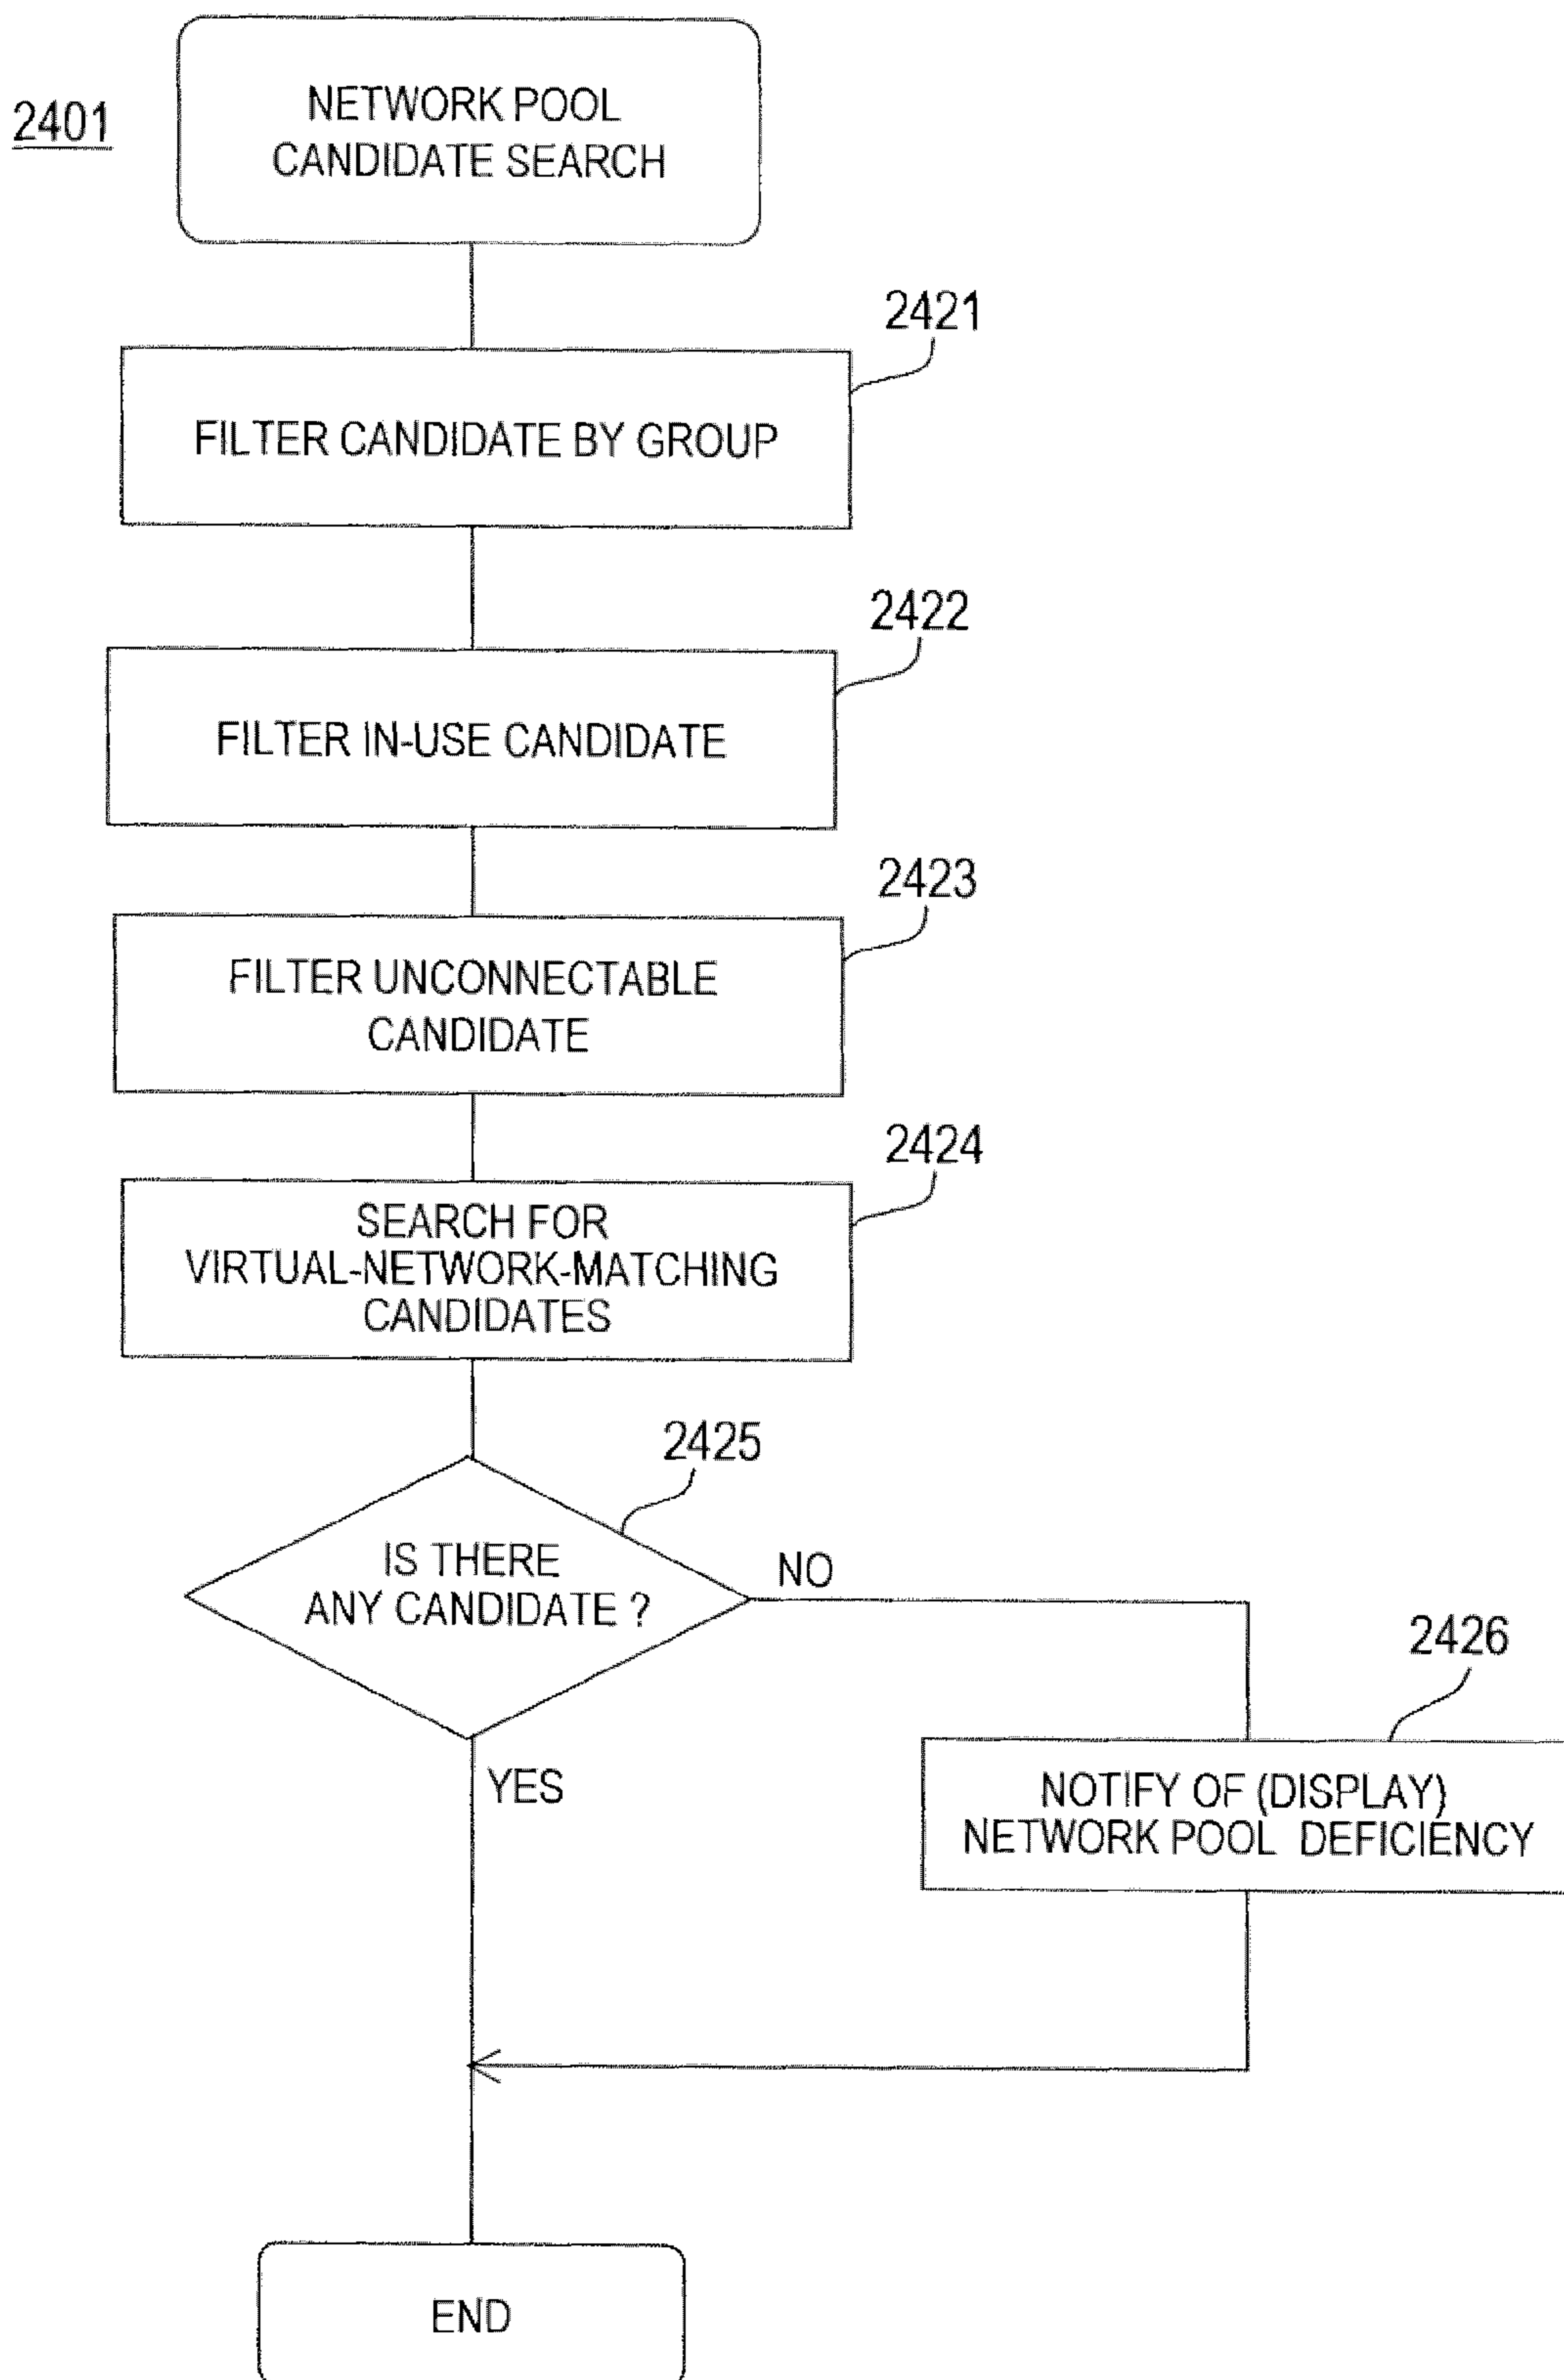 2401
NETWORK POOL
CANDIDATE SEARCH
2421
FILTER CANDIDATE BY GROUP
2422
FILTER IN-USE CANDIDATE
2423
FILTER UNCONNECTABLE
CANDIDATE
2424
SEARCH FOR
VIRTUAL-NETWORK-MATCHING
CANDIDATES
2425
IS THERE
ANY CANDIDATE ?
NO
2426
YES
NOTIFY OF (DISPLAY)
NETWORK POOL DEFICIENCY
END